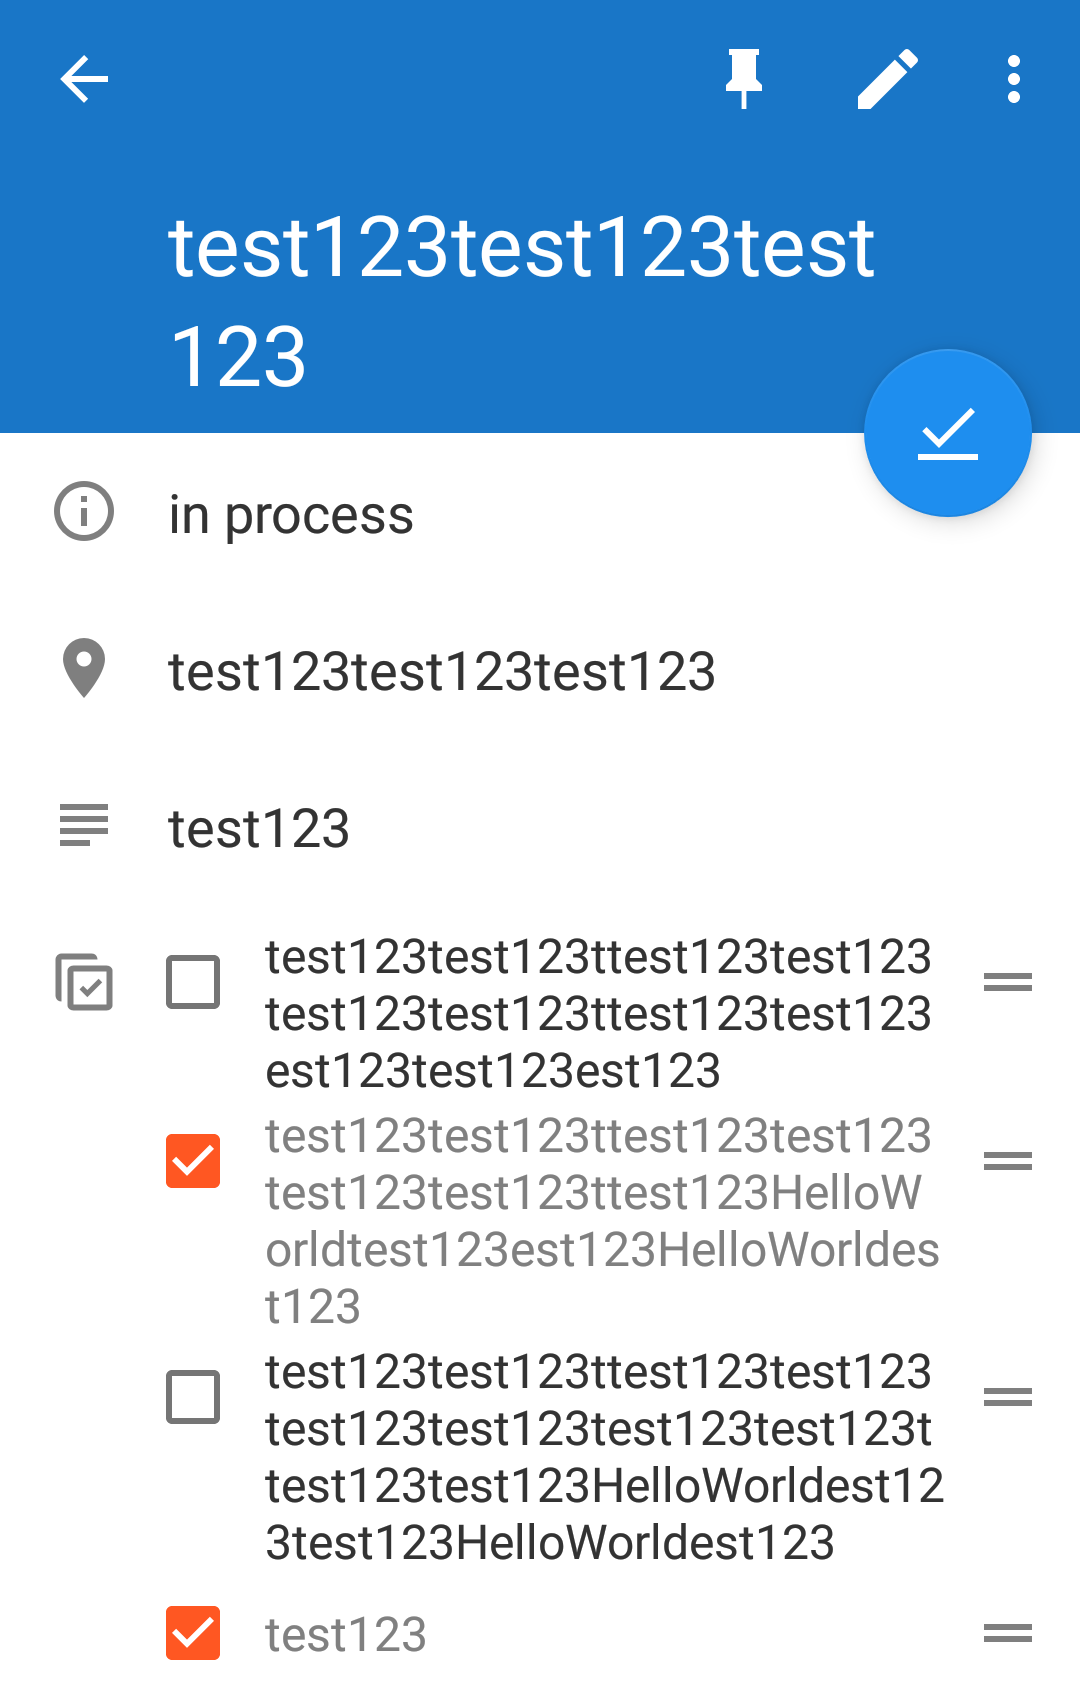 test123test123test
123
in process
test123test123test123
test123
test123test123ttest123test123
test123test123ttest123test123
est123test123est123
test123test123ttest123test123
test123test123ttest123HelloW
orldtest123est123HelloWorldes
t123
test123test123ttest123test123
test123test123test123test123t
test123test123HelloWorldest12
3test123HelloWorldest123
test123